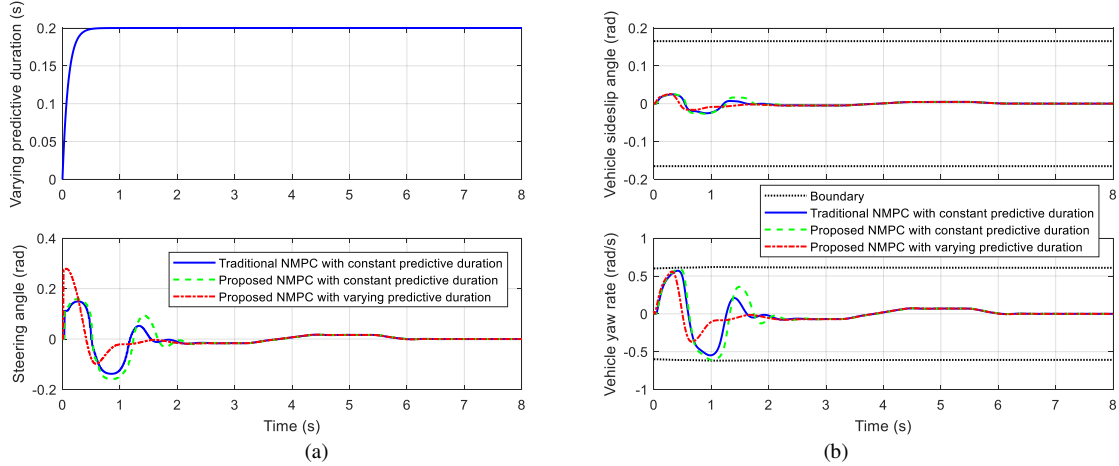 Varying predictive duration (s)
0.2
0.15
0.1
0.05
0
0 1 2 3 4 5 6 7 8
Steering angle (rad)
0.4
0.2
0
-0.2
Traditional NMPC with constant predictive duration
Proposed NMPC with constant predictive duration
Proposed NMPC with varying predictive duration
0 1 2 3 4 5 6 7 8
Time (s)
(a)
Vehicle sideslip angle (rad)
0.2
0.1
0
-0.1
-0.2
0 1 8
Boundary
Traditional NMPC with constant predictive duration
Proposed NMPC with constant predictive duration
Proposed NMPC with varying predictive duration
Vehicle yaw rate (rad/s)
1
0.5
0
-0.5
-1
0 1 2 3 4 5 6 7 8
Time (s)
(b)